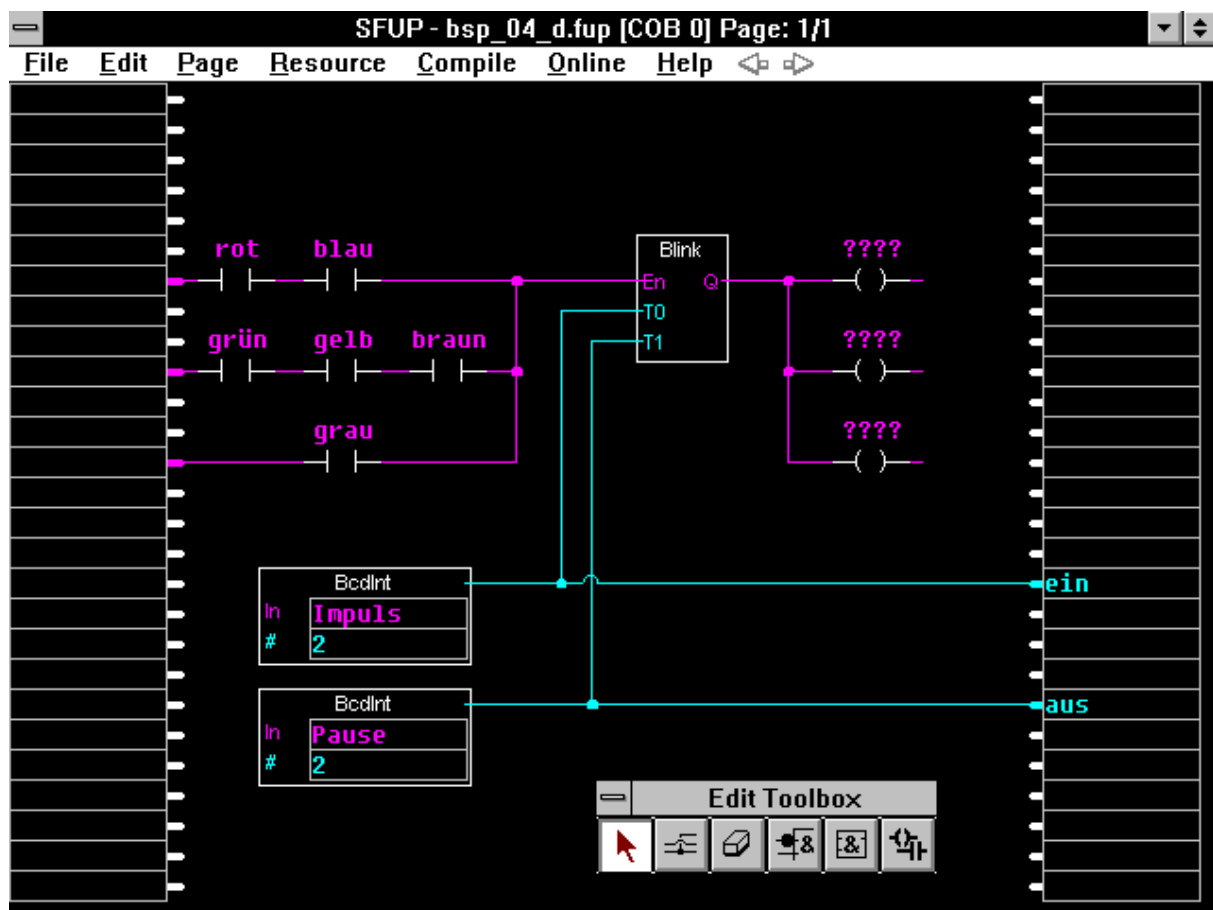 SFUP - bsp_04_d.fup [COB 0] Page: 1/1
File Edit Page Resource Compile Online Help
rot blau Blink ????
En Q
T0
grün gelb braun T1 ????
grau ????
BcdInt
ein
In Impuls
# 2
BcdInt
aus
In Pause
# 2
Edit Toolbox
& &